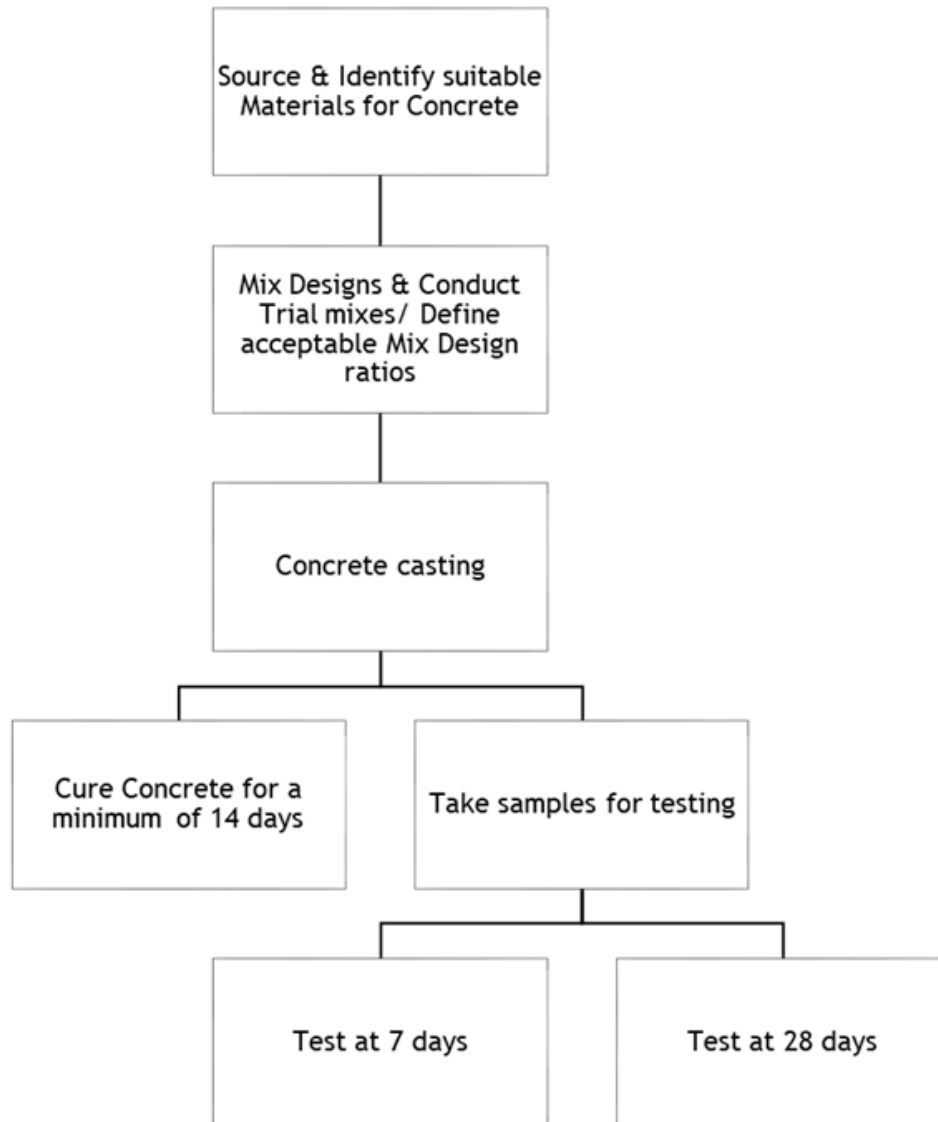 Source & Identify suitable
Materials for Concrete
Mix Designs & Conduct
Trial mixes/ Define
acceptable Mix Design
ratios
Concrete casting
Cure Concrete for a
minimum of 14 days
Take samples for testing
Test at 7 days
Test at 28 days